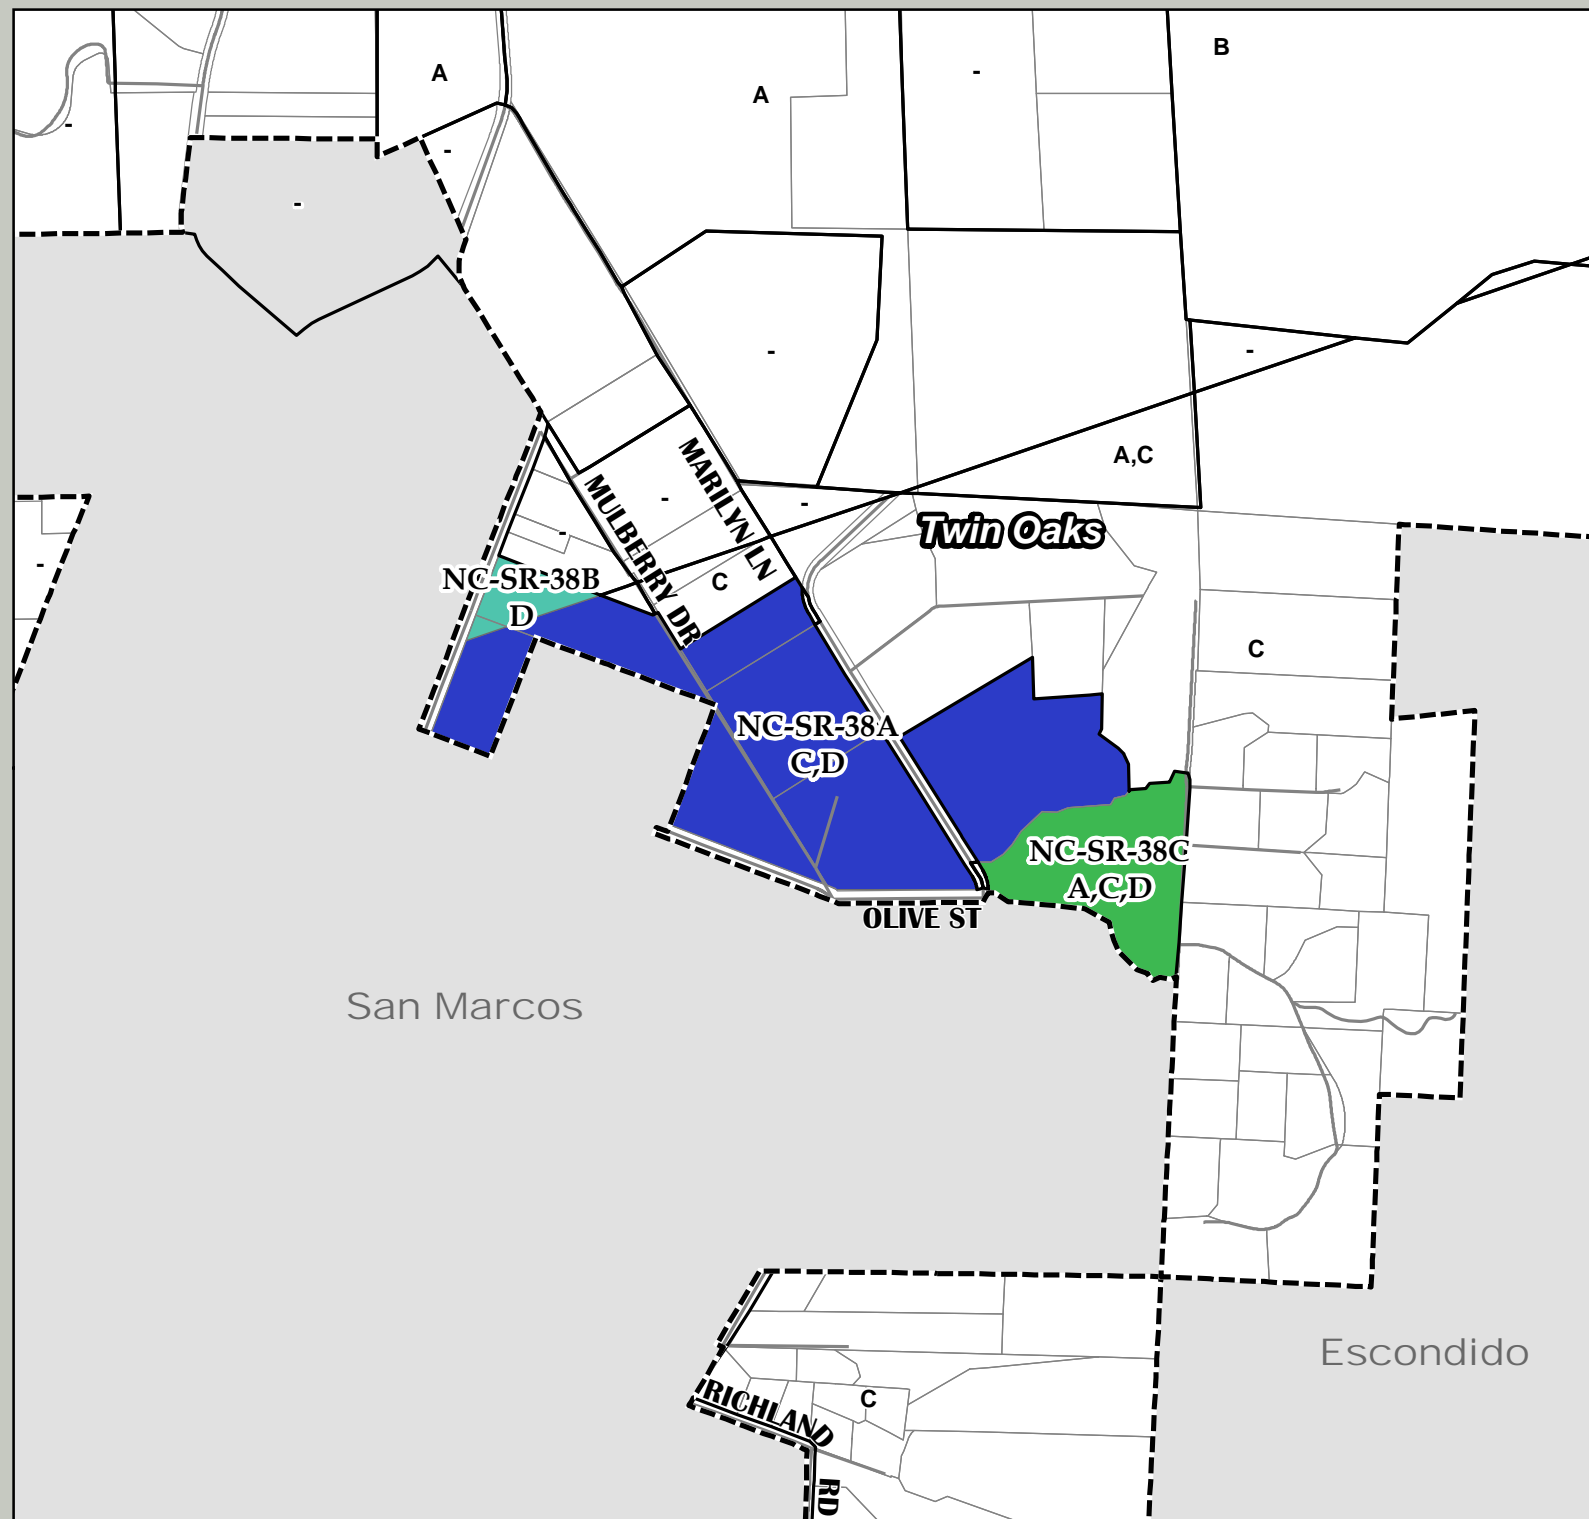 B
A
-
A
-
-
-
-
-
A,C
MARILYN LN
-
-
Twin Oaks
MULBERRY DR
-
-
NC-SR-38B
D
C
C
NC-SR-38A
C,D
NC-SR-38C
A,C,D
OLIVE ST
San Marcos
Escondido
C
RICHLAND
RD